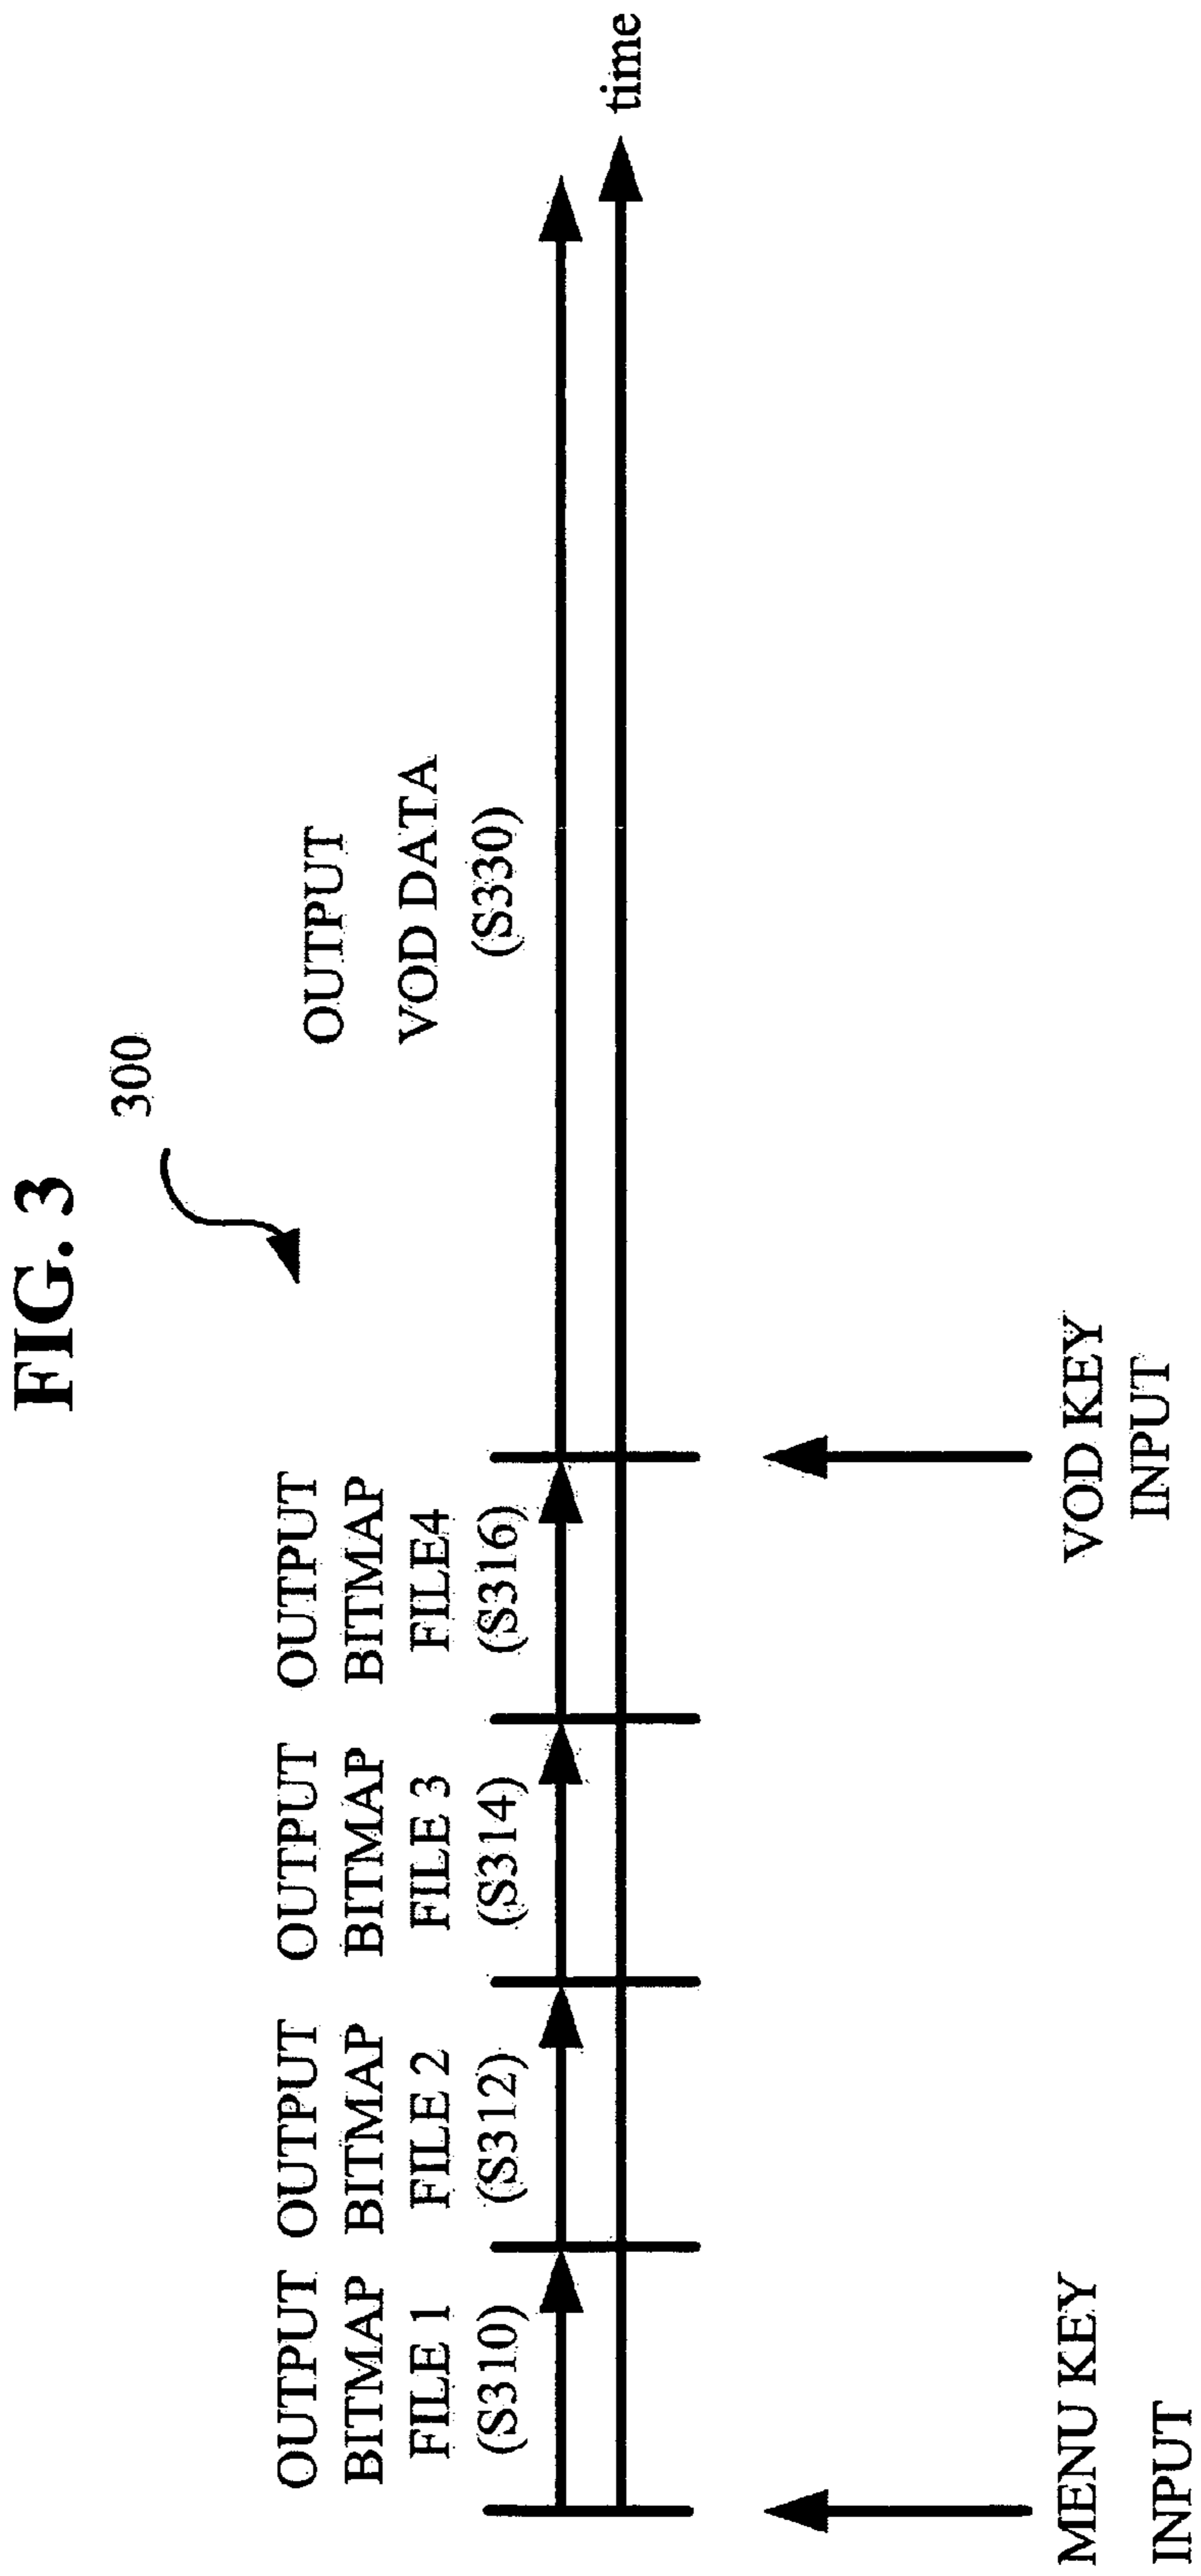 FIG. 3
300
OUTPUT
BITMAP
FILE 1
(S310)
OUTPUT
BITMAP
FILE 2
(S312)
OUTPUT
BITMAP
FILE 3
(S314)
OUTPUT
BITMAP
FILE4
(S316)
OUTPUT
VOD DATA
(S330)
time
MENU KEY
INPUT
VOD KEY
INPUT